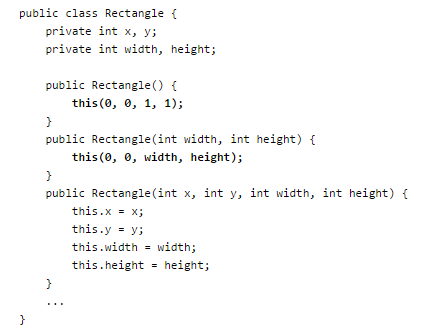 public class Rectangle {
    private int x, y;
    private int width, height;

    public Rectangle() {
        this(0, 0, 1, 1);
    }
    public Rectangle(int width, int height) {
        this(0, 0, width, height);
    }
    public Rectangle(int x, int y, int width, int height) {
        this.x = x;
        this.y = y;
        this.width = width;
        this.height = height;
    }
    ...
}